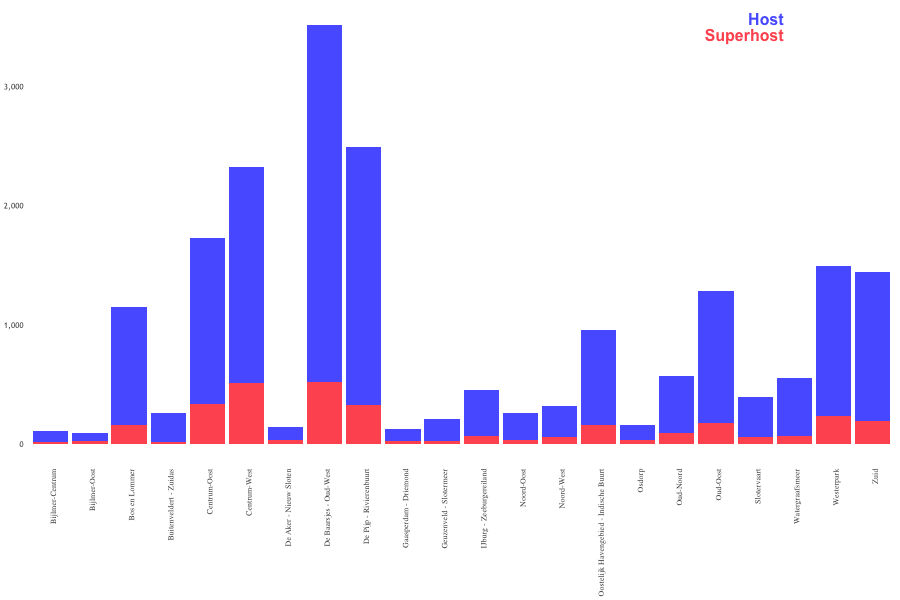 Host
Superhost
3,000
2,000
1,000
0
Bijlmer-Centrum
Bijlmer-Oost
Bos en Lommer
Buitenveldert - Zuidas
Centrum-Oost
Centrum-West
De Aker - Nieuw Sloten
De Baarsjes - Oud-West
De Pijp - Rivierenbuurt
Gaasperdam - Driemond
Geuzenveld - Slotermeer
IJburg - Zeeburgereiland
Noord-Oost
Noord-West
Oostelijk Havengebied - Indische Buurt
Osdorp
Oud-Noord
Oud-Oost
Slotervaart
Watergraafsmeer
Westerpark
Zuid